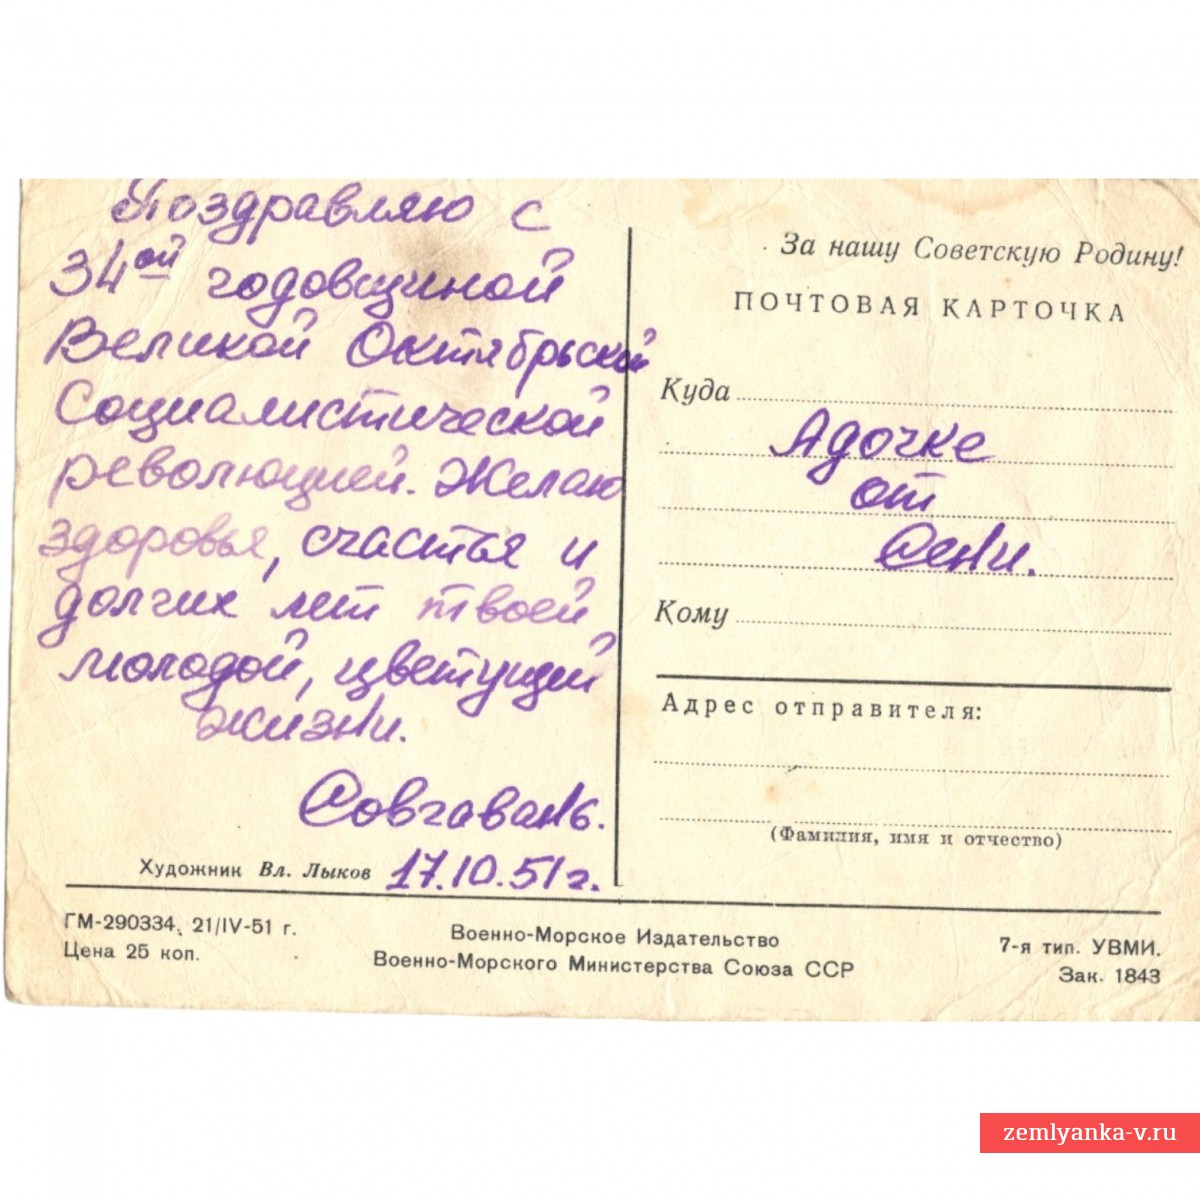 Поздравляю с
34ой годовщиной
Великой Октябрьской
Социалистической
революцией. Желаю
здоровья, счастья и
долгих лет твоей
молодой, цветущей
жизни.
Совгавань.
17.10.51г.
Художник Вл. Лыков
За нашу Советскую Родину!
ПОЧТОВАЯ КАРТОЧКА
Куда
Адочке
от
Сени.
Кому
Адрес отправителя:
(Фамилия, имя и отчество)
ГМ-290334. 21/IV-51 г.
Цена 25 коп.
Военно-Морское Издательство
Военно-Морского Министерства Союза ССР
7-я тип. УВМИ.
Зак. 1843
zemlyanka-v.ru